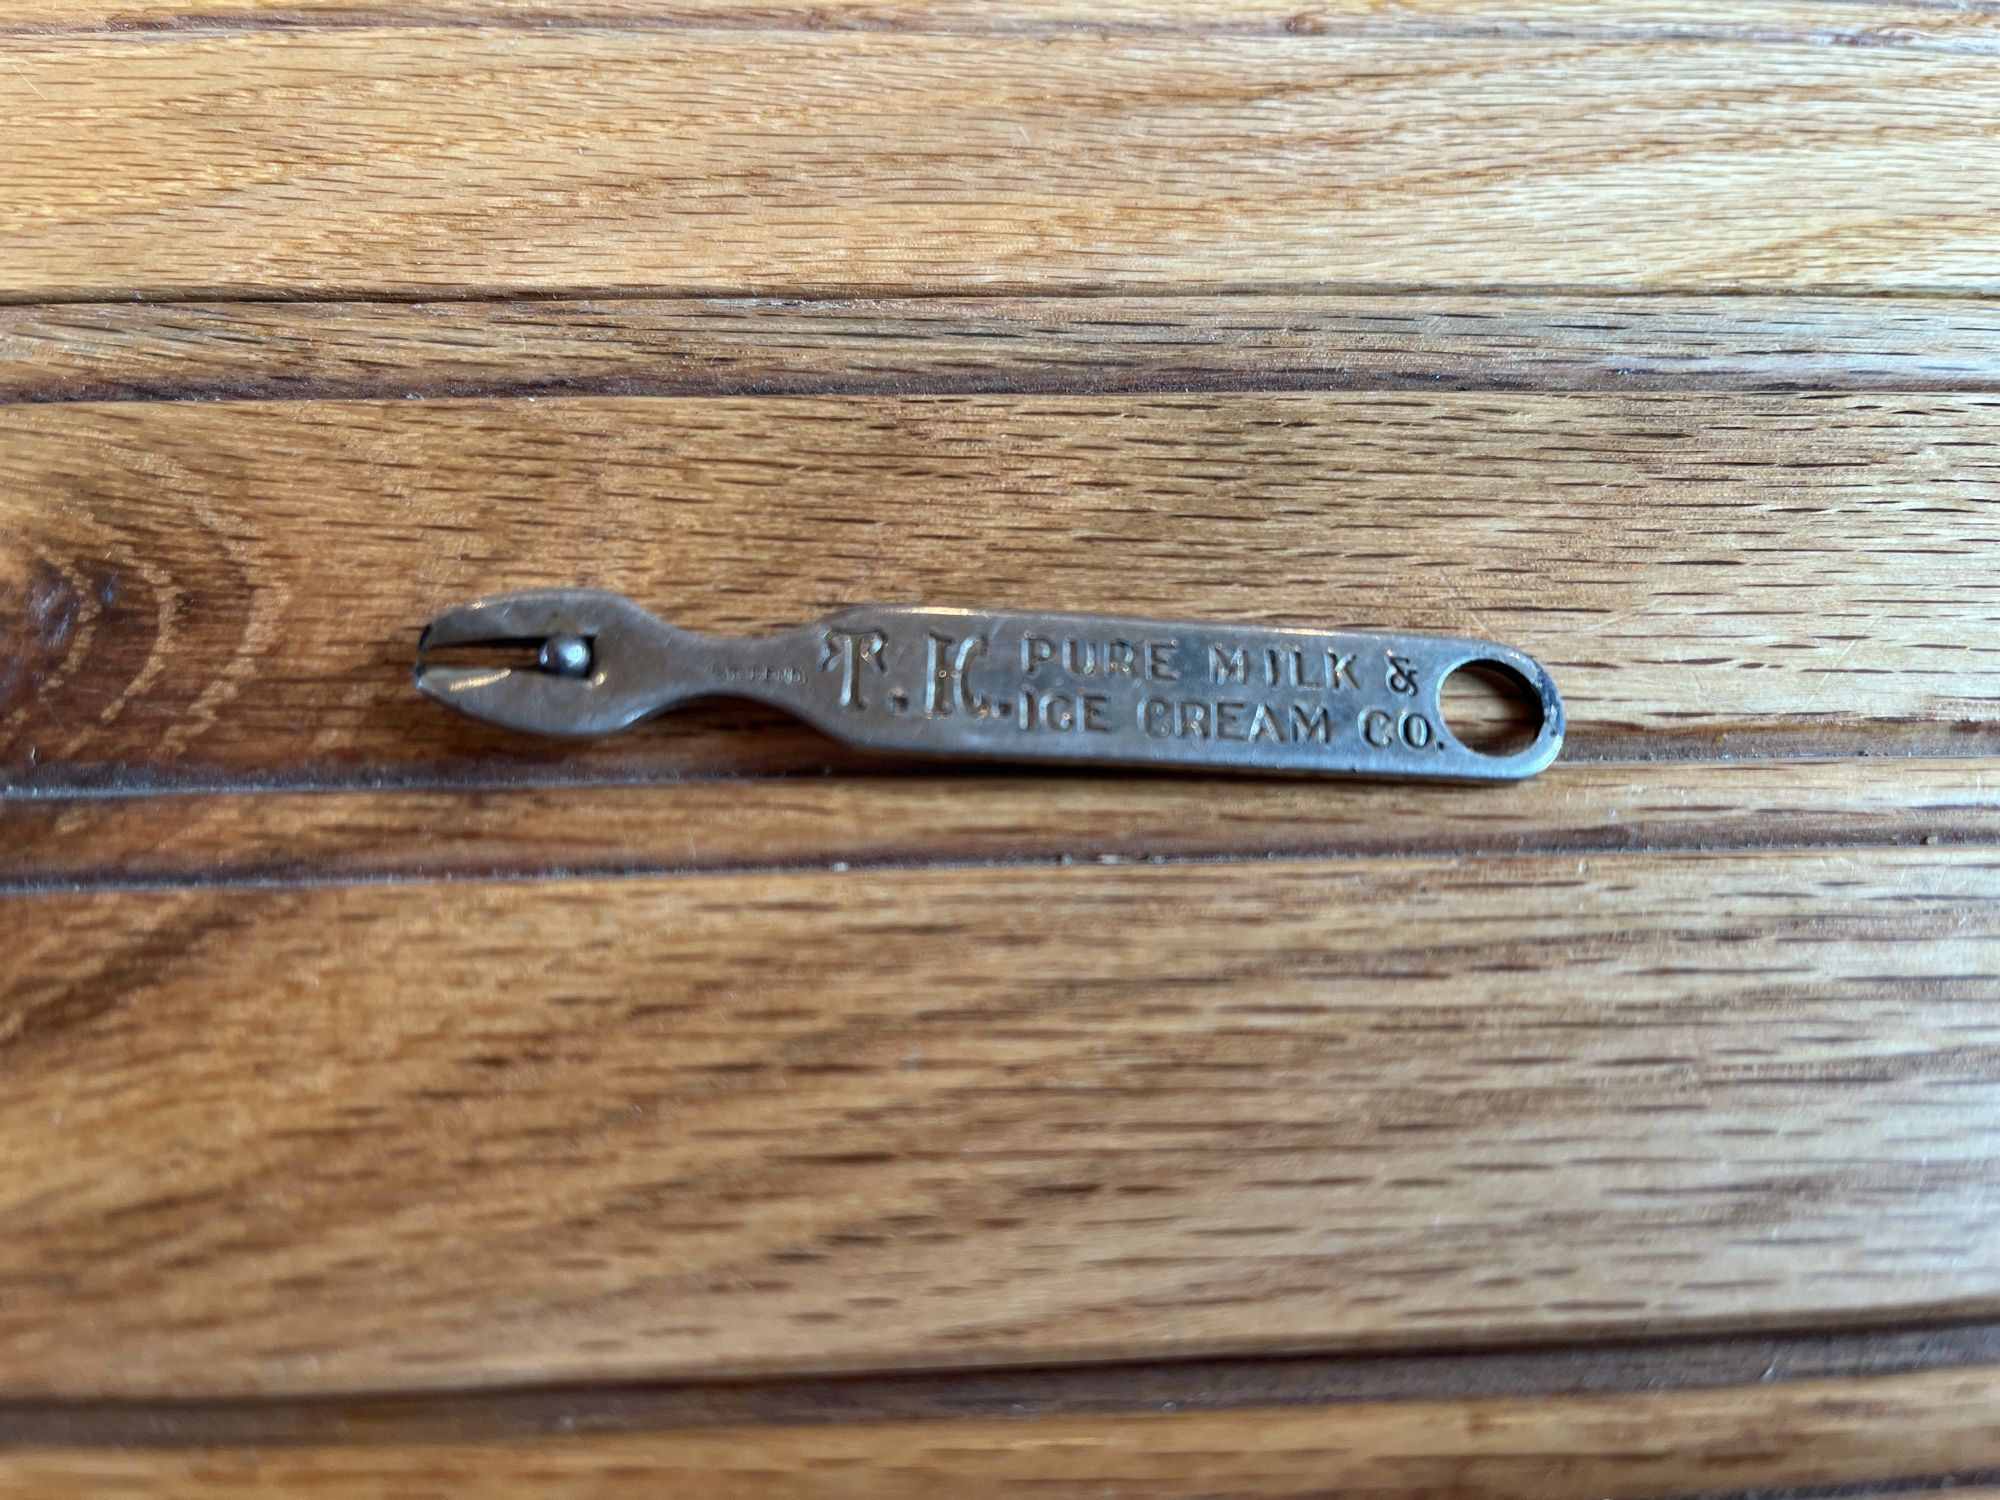 T. K. PURE MILK &
ICE CREAM CO.